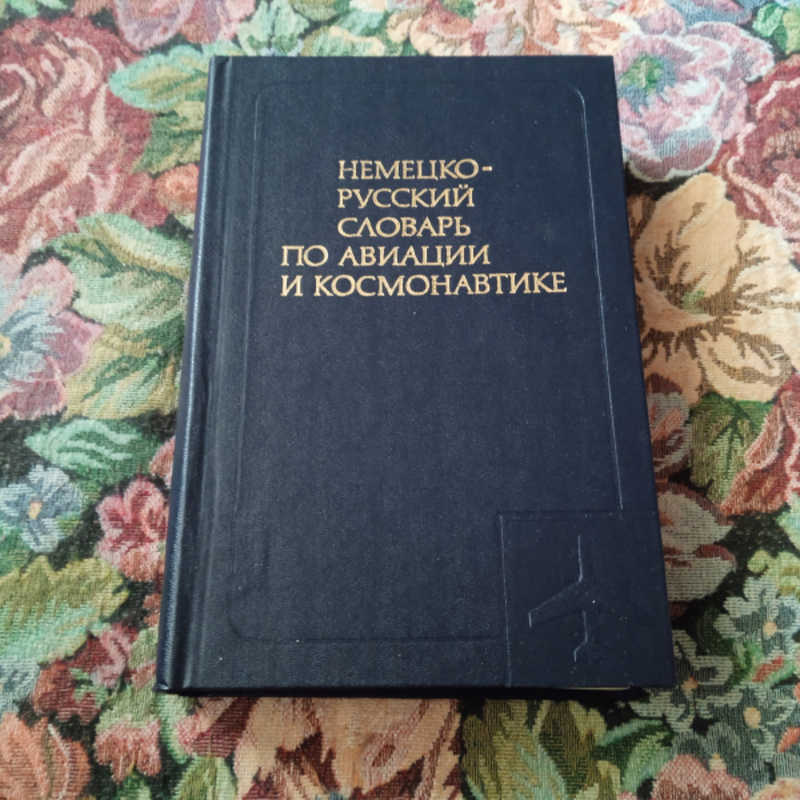 НЕМЕЦКО-
РУССКИЙ
СЛОВАРЬ
ПО АВИАЦИИ
И КОСМОНАВТИКЕ